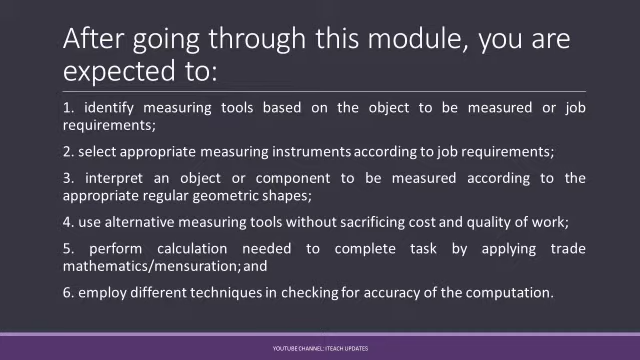 After going through this module, you are
expected to:
1. identify measuring tools based on the object to be measured or job
requirements;
2. select appropriate measuring instruments according to job requirements;
3. interpret an object or component to be measured according to the
appropriate regular geometric shapes;
4. use alternative measuring tools without sacrificing cost and quality of work;
5. perform calculation needed to complete task by applying trade
mathematics/mensuration; and
6. employ different techniques in checking for accuracy of the computation.
YOUTUBE CHANNEL: ITEACH UPDATES